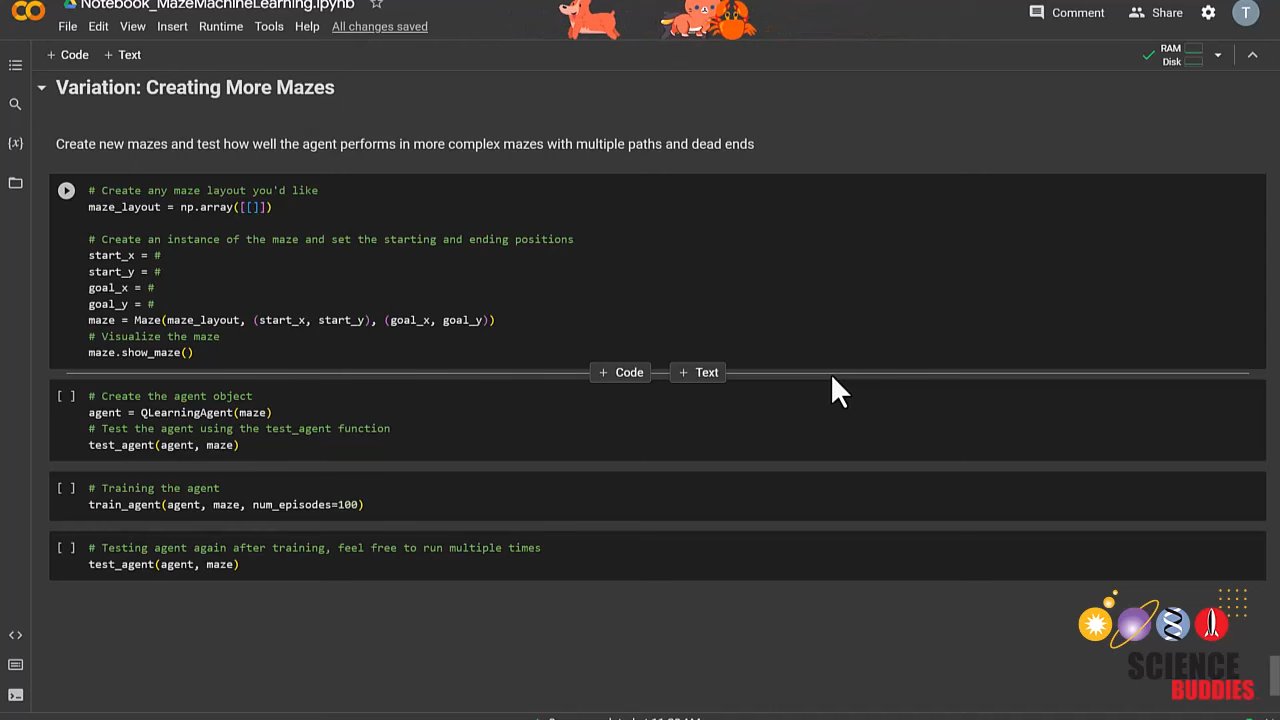 Notebook_MazeMachineLearning.ipynb
File Edit View Insert Runtime Tools Help All changes saved
Comment Share T
+ Code + Text
RAM
Disk
Variation: Creating More Mazes
Create new mazes and test how well the agent performs in more complex mazes with multiple paths and dead ends
# Create any maze layout you'd like
maze_layout = np.array([[]])
# Create an instance of the maze and set the starting and ending positions
start_x = #
start_y = #
goal_x = #
goal_y = #
maze = Maze(maze_layout, (start_x, start_y), (goal_x, goal_y))
# Visualize the maze
maze.show_maze()
+ Code + Text
[ ] # Create the agent object
agent = QLearningAgent(maze)
# Test the agent using the test_agent function
test_agent(agent, maze)
[ ] # Training the agent
train_agent(agent, maze, num_episodes=100)
[ ] # Testing agent again after training, feel free to run multiple times
test_agent(agent, maze)
SCIENCE
BUDDIES